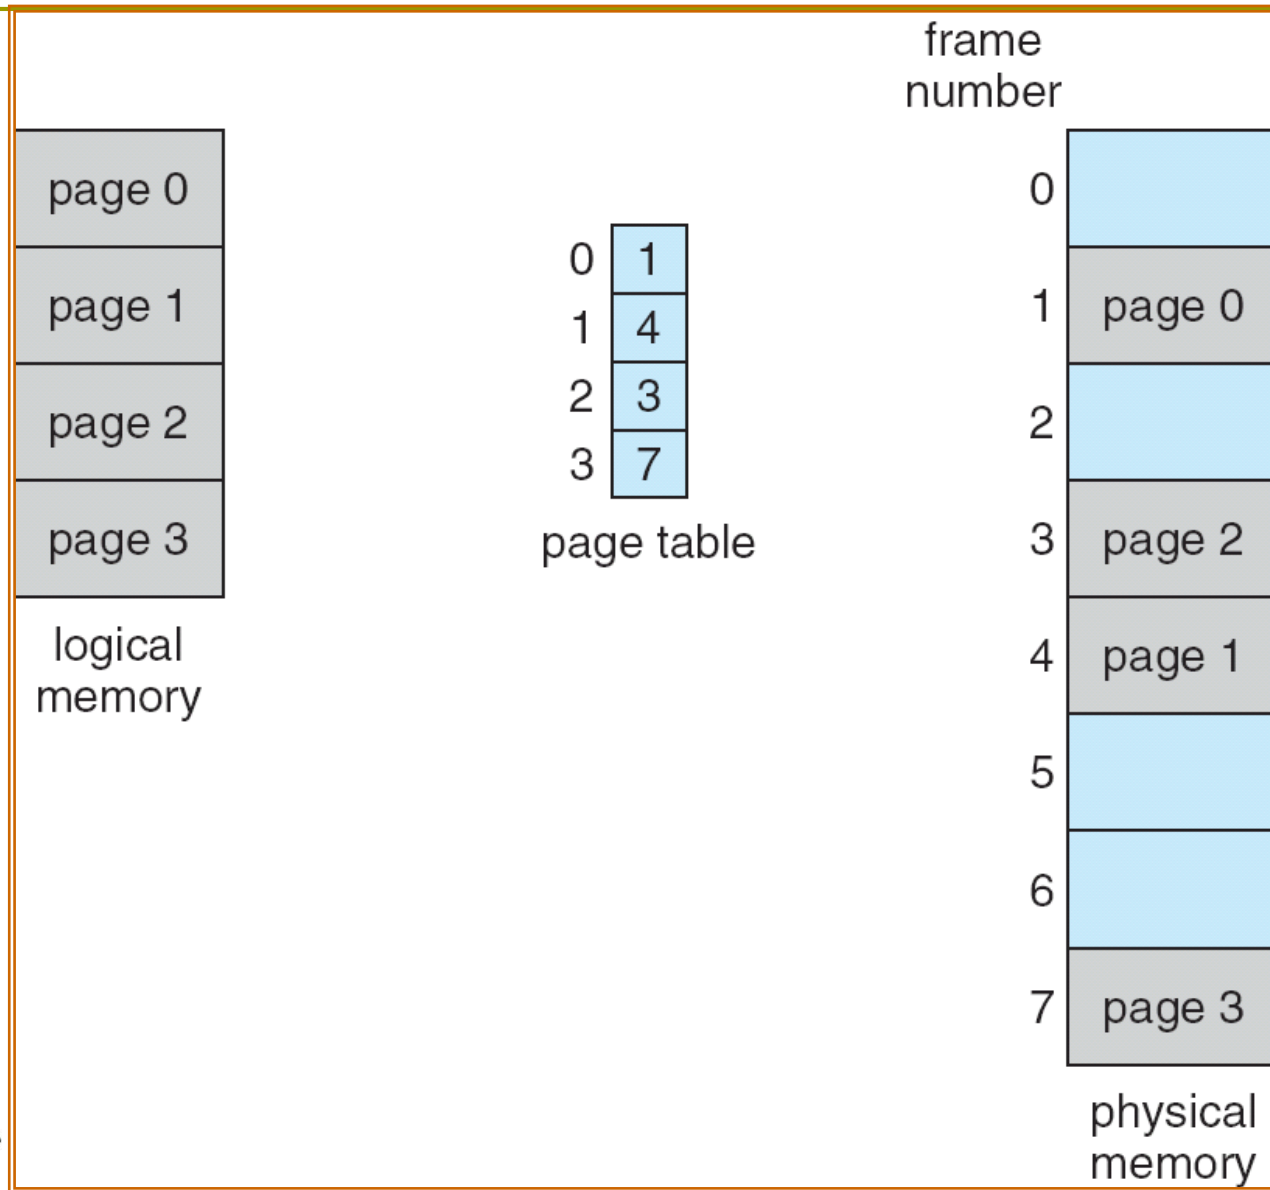 frame
number
page 0
page 1
page 2
page 3
logical
memory
0 1
1 4
2 3
3 7
page table
0
1 page 0
2
3 page 2
4 page 1
5
6
7 page 3
physical
memory